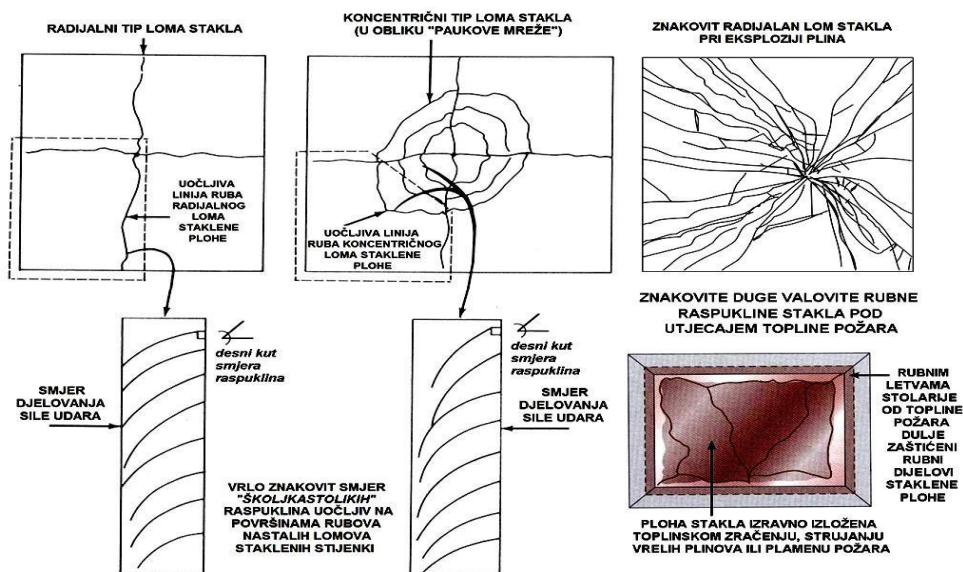 RADIJALNI TIP LOMA STAKLA
UOČLJIVA
LINIJA RUBA
RADIJALNOG
LOMA
STAKLENE
PLOHE
KONCENTRIČNI TIP LOMA STAKLA
(U OBLIKU "PAUKOVE MREŽE")
UOČLJIVA LINIJA
RUBA KONCENTRIČNOG
LOMA STAKLENE
PLOHE
ZNAKOVIT RADIJALAN LOM STAKLA
PRI EKSPLOZIJI PLINA
desni kut
smjera
raspuklina
SMJER
DJELOVANJA
SILE UDARA
desni kut
smjera
raspuklina
SMJER
DJELOVANJA
SILE UDARA
VRLO ZNAKOVIT SMJER
"ŠKOLJKASTOLIKIH"
RASPUKLINA UOČLJIV NA
POVRŠINAMA RUBOVA
NASTALIH LOMOVA
STAKLENIH STIJENKI
ZNAKOVITE DUGE VALOVITE RUBNE
RASPUKLINE STAKLA POD
UTJECAJEM TOPLINE POŽARA
RUBNIM
LETVAMA
STOLARIJE
OD TOPLINE
POŽARA
DULJE
ZAŠTIĆENI
RUBNI
DIJELOVI
STAKLENE
PLOHE
PLOHA STAKLA IZRAVNO IZLOŽENA
TOPLINSKOM ZRAČENJU, STRUJANJU
VRELIH PLINOVA ILI PLAMENU POŽARA